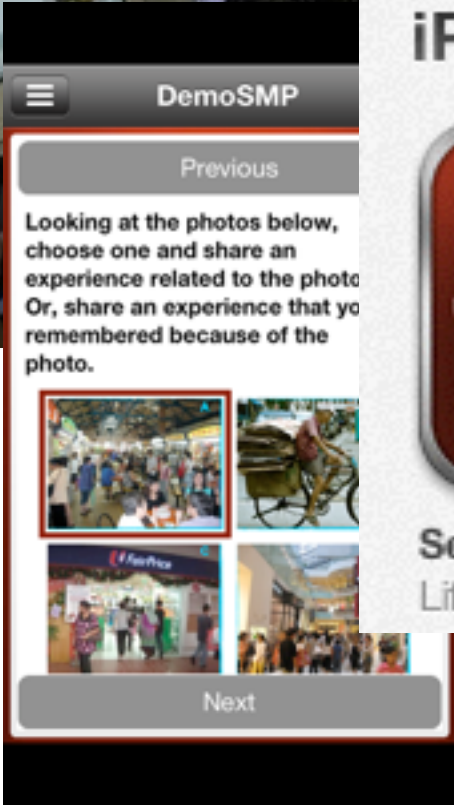 iP
DemoSMP
Previous
Looking at the photos below,
choose one and share an
experience related to the photo
Or, share an experience that yo
remembered because of the
photo.
A
C
FairPrice
Next
So
Lif